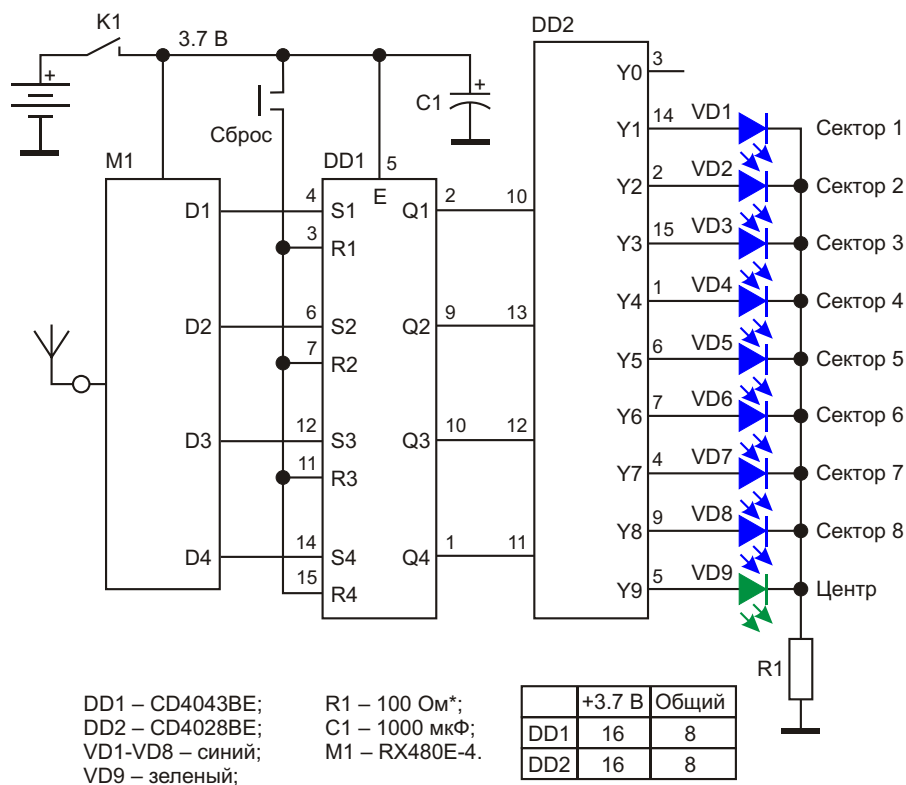 K1
3.7 В
+
Сброс
C1
+
M1
D1
D2
D3
D4
DD1
5
E
4
S1
3
R1
6
S2
7
R2
12
S3
11
R3
14
S4
15
R4
Q1
2
Q2
9
Q3
10
Q4
1
DD2
10
13
12
11
Y0
3
Y1
14
VD1
Сектор 1
Y2
2
VD2
Сектор 2
Y3
15
VD3
Сектор 3
Y4
1
VD4
Сектор 4
Y5
6
VD5
Сектор 5
Y6
7
VD6
Сектор 6
Y7
4
VD7
Сектор 7
Y8
9
VD8
Сектор 8
Y9
5
VD9
Центр
R1
DD1 – CD4043BE;
DD2 – CD4028BE;
VD1-VD8 – синий;
VD9 – зеленый;
R1 – 100 Ом*;
C1 – 1000 мкФ;
M1 – RX480E-4.
+3.7 В Общий
DD1 16 8
DD2 16 8